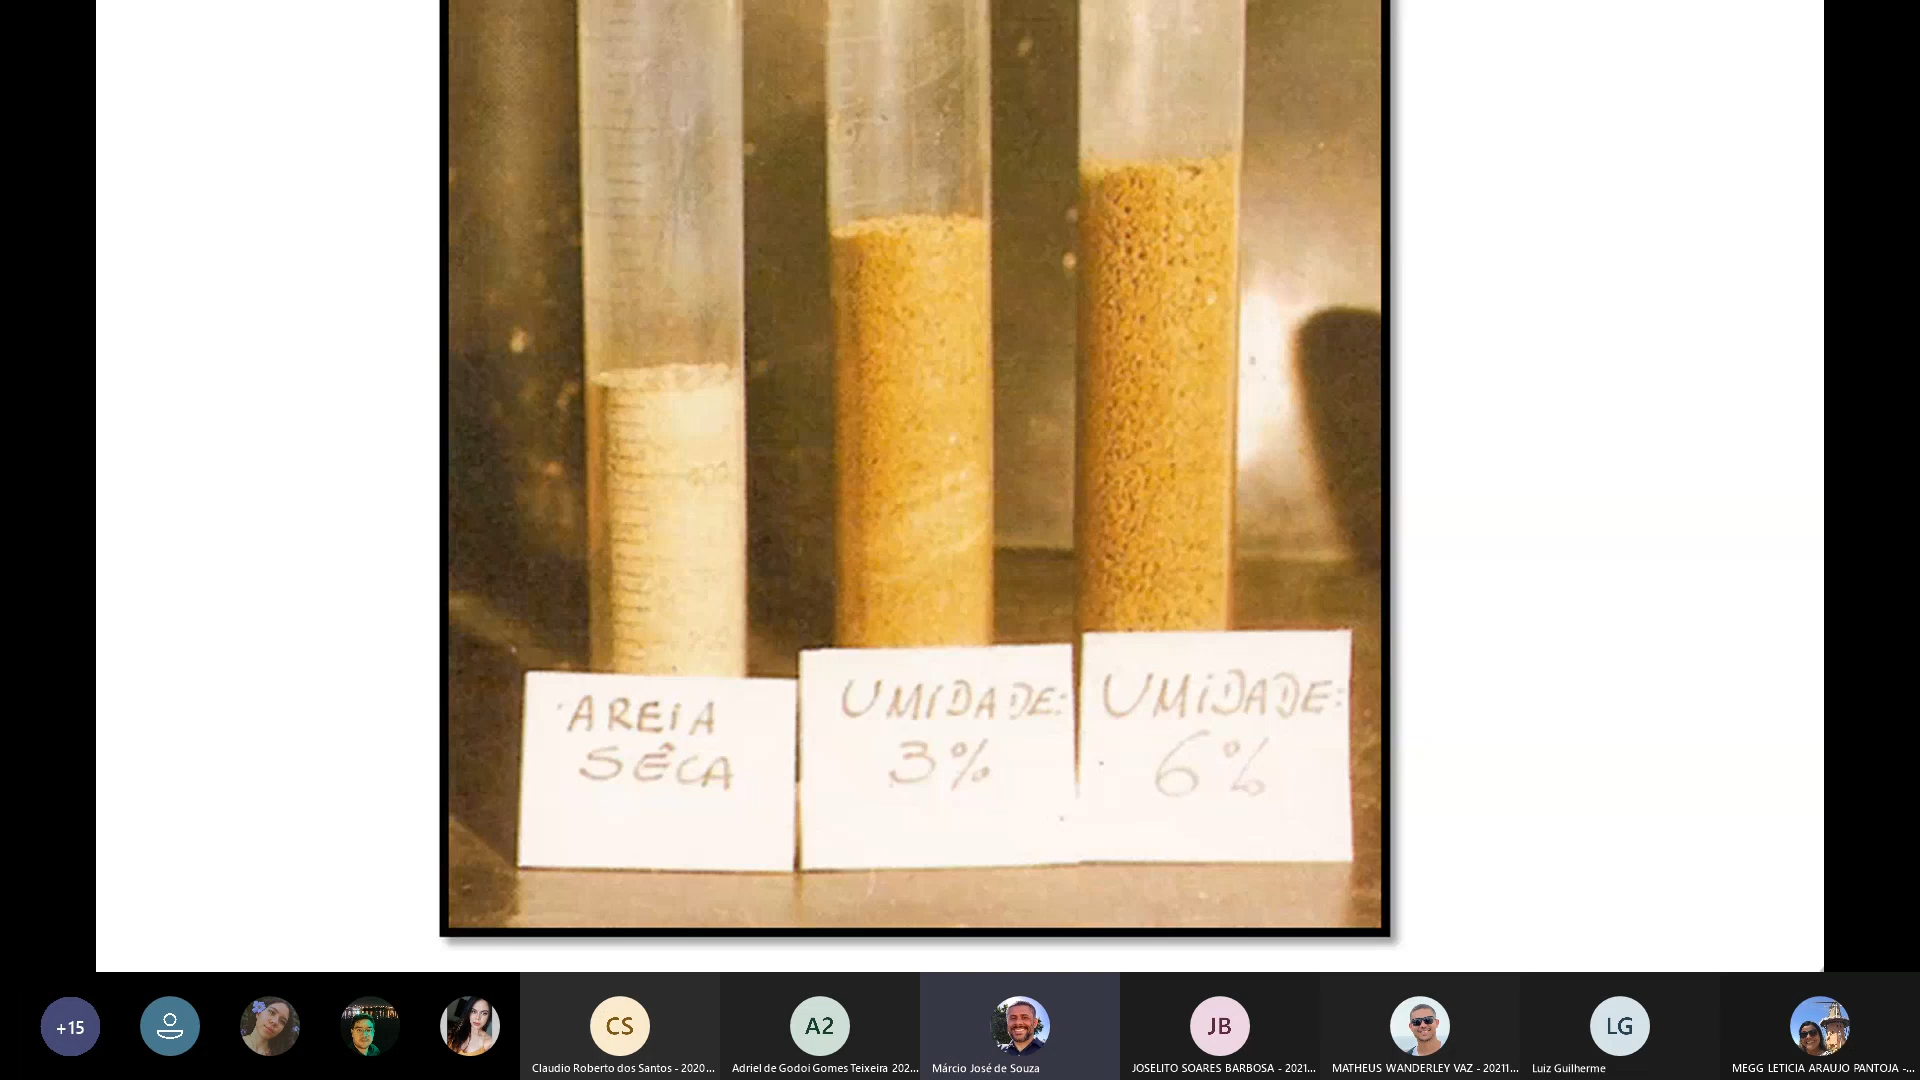 AREIA
SÊCA
UMIDADE:
3%
UMIDADE:
6%
+15
CS
A2
JB
LG
Claudio Roberto dos Santos - 2020...
Adriel de Godoi Gomes Teixeira 202...
Márcio José de Souza
JOSELITO SOARES BARBOSA - 2021...
MATHEUS WANDERLEY VAZ - 20211...
Luiz Guilherme
MEGG LETICIA ARAUJO PANTOJA -...